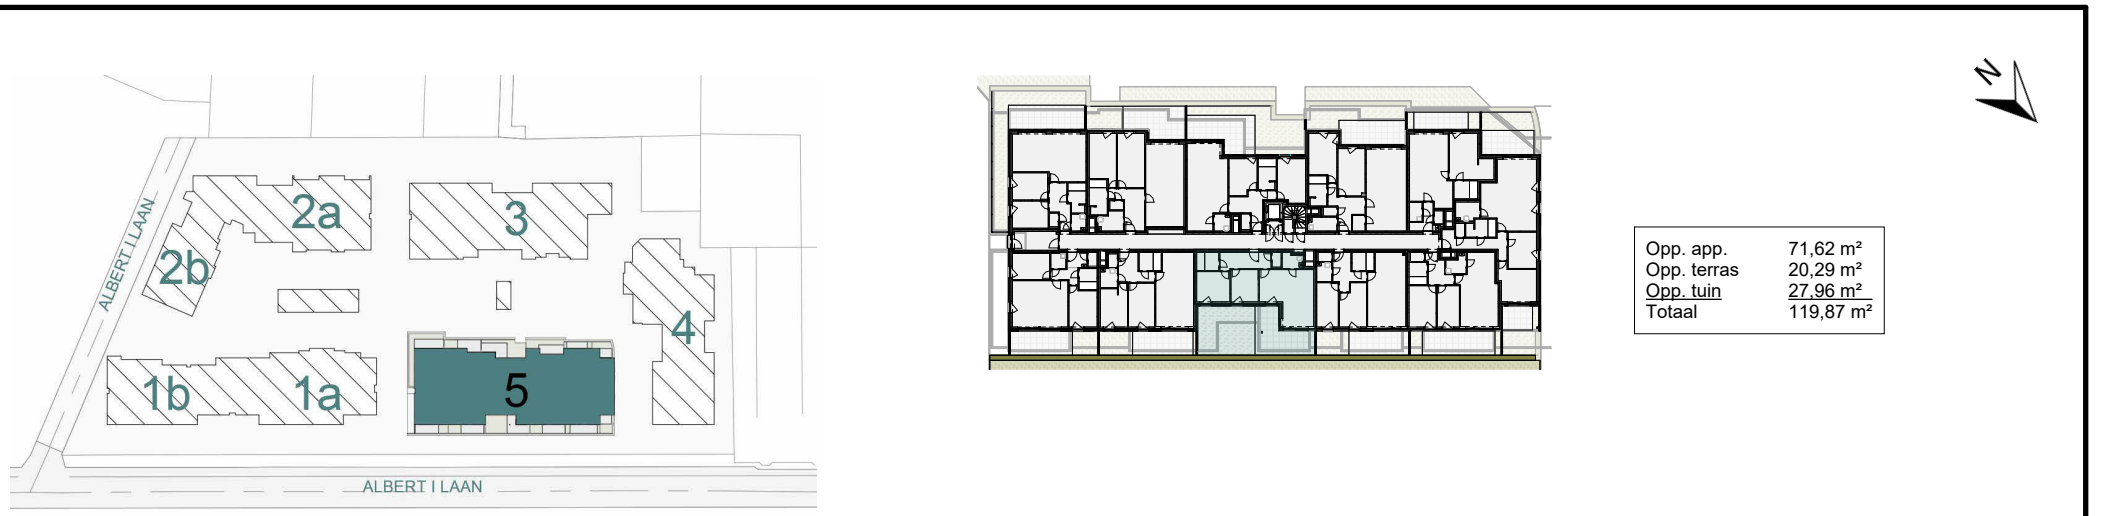 N
2a
3
ALBERT I LAAN
2b
4
1b
1a
5
ALBERT I LAAN
Opp. app. 71,62 m²
Opp. terras 20,29 m²
Opp. tuin 27,96 m²
Totaal 119,87 m²